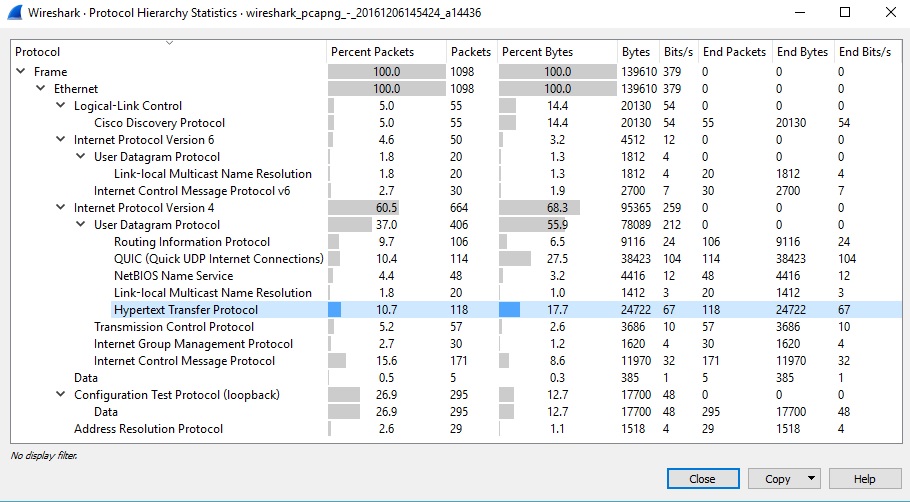 Wireshark · Protocol Hierarchy Statistics · wireshark_pcapng_-_20161206145424_a14436
Protocol Percent Packets Packets Percent Bytes Bytes Bits/s End Packets End Bytes End Bits/s
Frame 100.0 1098 100.0 139610 379 0 0 0
Ethernet 100.0 1098 100.0 139610 379 0 0 0
Logical-Link Control 5.0 55 14.4 20130 54 0 0 0
Cisco Discovery Protocol 5.0 55 14.4 20130 54 55 20130 54
Internet Protocol Version 6 4.6 50 3.2 4512 12 0 0 0
User Datagram Protocol 1.8 20 1.3 1812 4 0 0 0
Link-local Multicast Name Resolution 1.8 20 1.3 1812 4 20 1812 4
Internet Control Message Protocol v6 2.7 30 1.9 2700 7 30 2700 7
Internet Protocol Version 4 60.5 664 68.3 95365 259 0 0 0
User Datagram Protocol 37.0 406 55.9 78089 212 0 0 0
Routing Information Protocol 9.7 106 6.5 9116 24 106 9116 24
QUIC (Quick UDP Internet Connections) 10.4 114 27.5 38423 104 114 38423 104
NetBIOS Name Service 4.4 48 3.2 4416 12 48 4416 12
Link-local Multicast Name Resolution 1.8 20 1.0 1412 3 20 1412 3
Hypertext Transfer Protocol 10.7 118 17.7 24722 67 118 24722 67
Transmission Control Protocol 5.2 57 2.6 3686 10 57 3686 10
Internet Group Management Protocol 2.7 30 1.2 1620 4 30 1620 4
Internet Control Message Protocol 15.6 171 8.6 11970 32 171 11970 32
Data 0.5 5 0.3 385 1 5 385 1
Configuration Test Protocol (loopback) 26.9 295 12.7 17700 48 0 0 0
Data 26.9 295 12.7 17700 48 295 17700 48
Address Resolution Protocol 2.6 29 1.1 1518 4 29 1518 4
No display filter.
Close Copy Help